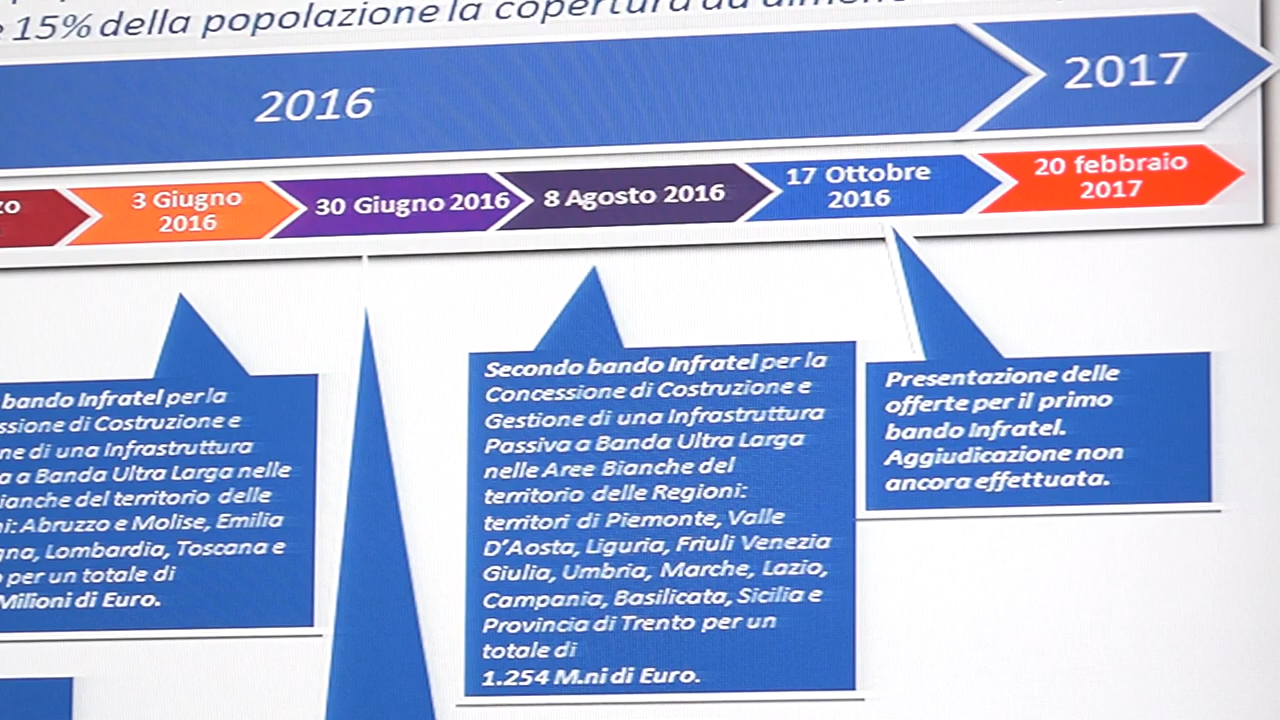 15% della popolazione la copertura ad
2016
2017
3 Giugno
2016
30 Giugno 2016
8 Agosto 2016
17 Ottobre
2016
20 febbraio
2017
bando Infratel per la
Costruzione e
di una Infrastruttura
a Banda Ultra Larga nelle
del territorio delle
Abruzzo e Molise, Emilia
Lombardia, Toscana e
per un totale di
Milioni di Euro.
Secondo bando Infratel per la
Concessione di Costruzione e
Gestione di una Infrastruttura
Passiva a Banda Ultra Larga
nelle Aree Bianche del
territorio delle Regioni:
territori di Piemonte, Valle
D'Aosta, Liguria, Friuli Venezia
Giulia, Umbria, Marche, Lazio,
Campania, Basilicata, Sicilia e
Provincia di Trento per un
totale di
1.254 M.ni di Euro.
Presentazione delle
offerte per il primo
bando Infratel.
Aggiudicazione non
ancora effettuata.